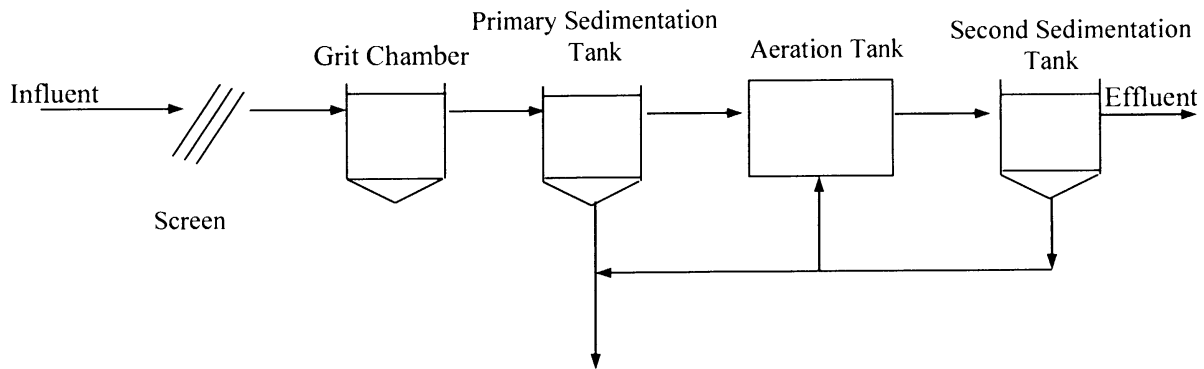 Primary Sedimentation
Tank
Second Sedimentation
Tank
Aeration Tank
Grit Chamber
Influent
Effluent
Screen